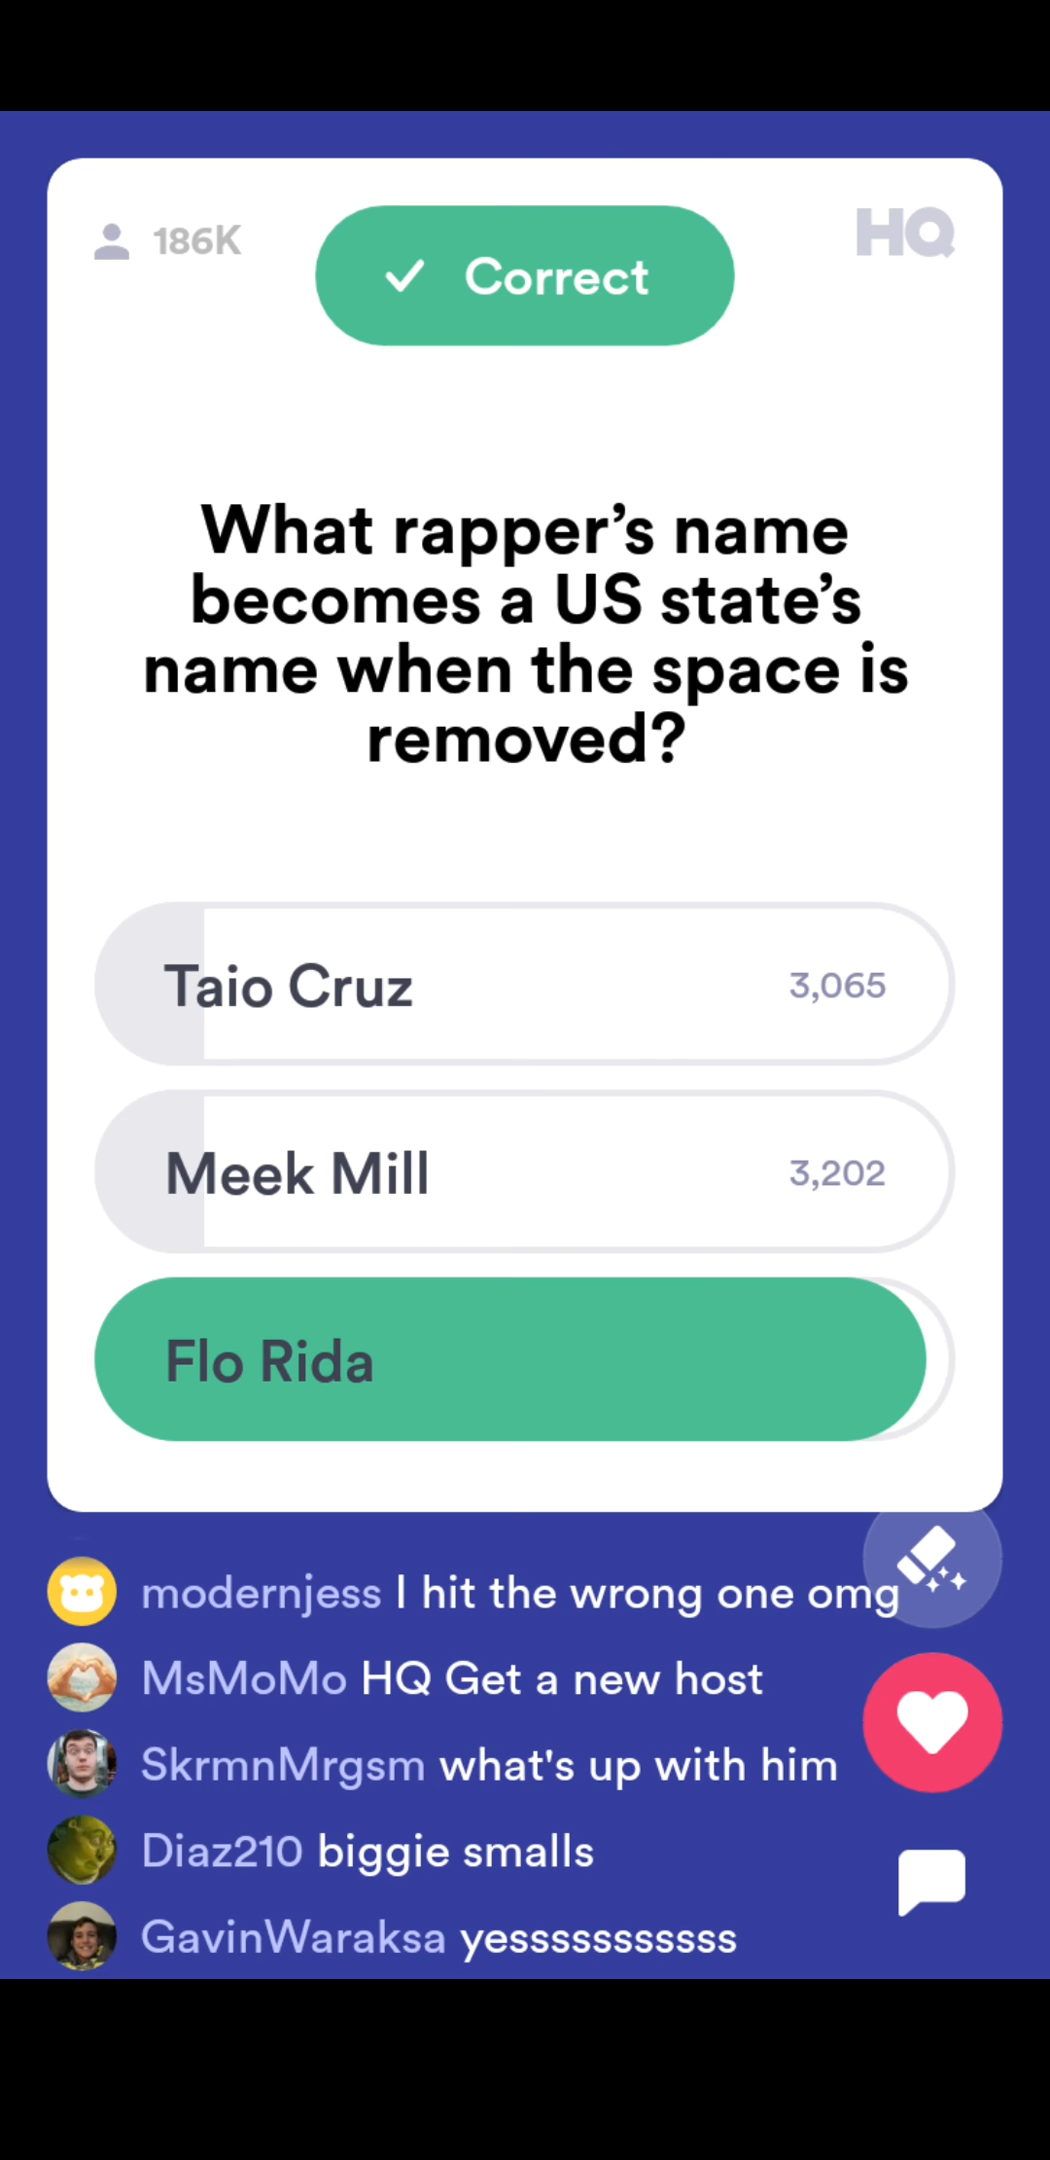 186K
Correct
HQ
What rapper’s name
becomes a US state’s
name when the space is
removed?
Taio Cruz 3,065
Meek Mill 3,202
Flo Rida
modernjess I hit the wrong one omg
MsMoMo HQ Get a new host
SkrmnMrgsm what's up with him
Diaz210 biggie smalls
GavinWaraksa yesssssssssss